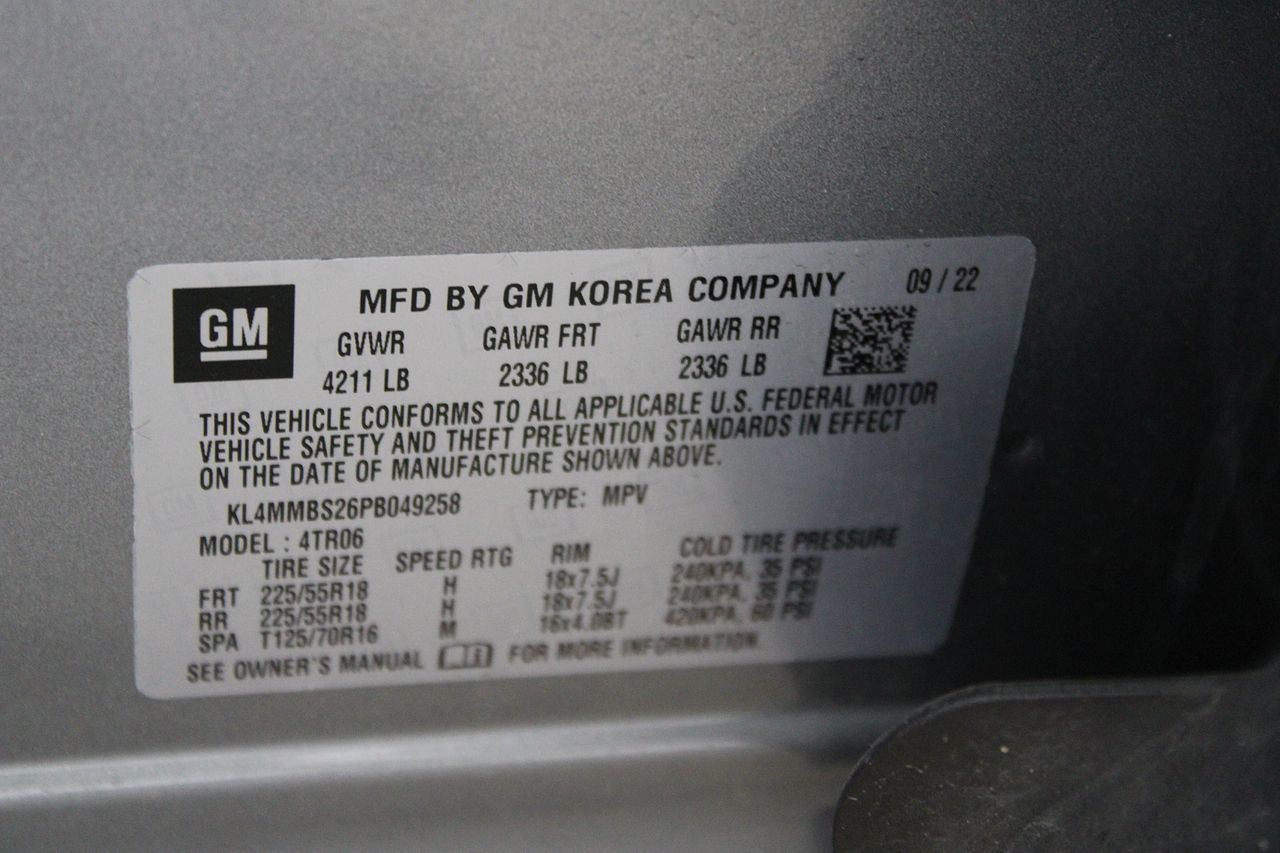 GM
MFD BY GM KOREA COMPANY 09 / 22
GVWR GAWR FRT GAWR RR
4211 LB 2336 LB 2336 LB
THIS VEHICLE CONFORMS TO ALL APPLICABLE U.S. FEDERAL MOTOR
VEHICLE SAFETY AND THEFT PREVENTION STANDARDS IN EFFECT
ON THE DATE OF MANUFACTURE SHOWN ABOVE.
KL4MMBS26PB049258 TYPE: MPV
MODEL : 4TR06
TIRE SIZE SPEED RTG RIM COLD TIRE PRESSURE
FRT 225/55R18 H 18x7.5J 240KPA, 35 PSI
RR 225/55R18 H 18x7.5J 240KPA, 35 PSI
SPA T125/70R16 M 16x4.0BT 420KPA, 60 PSI
SEE OWNER'S MANUAL FOR MORE INFORMATION.